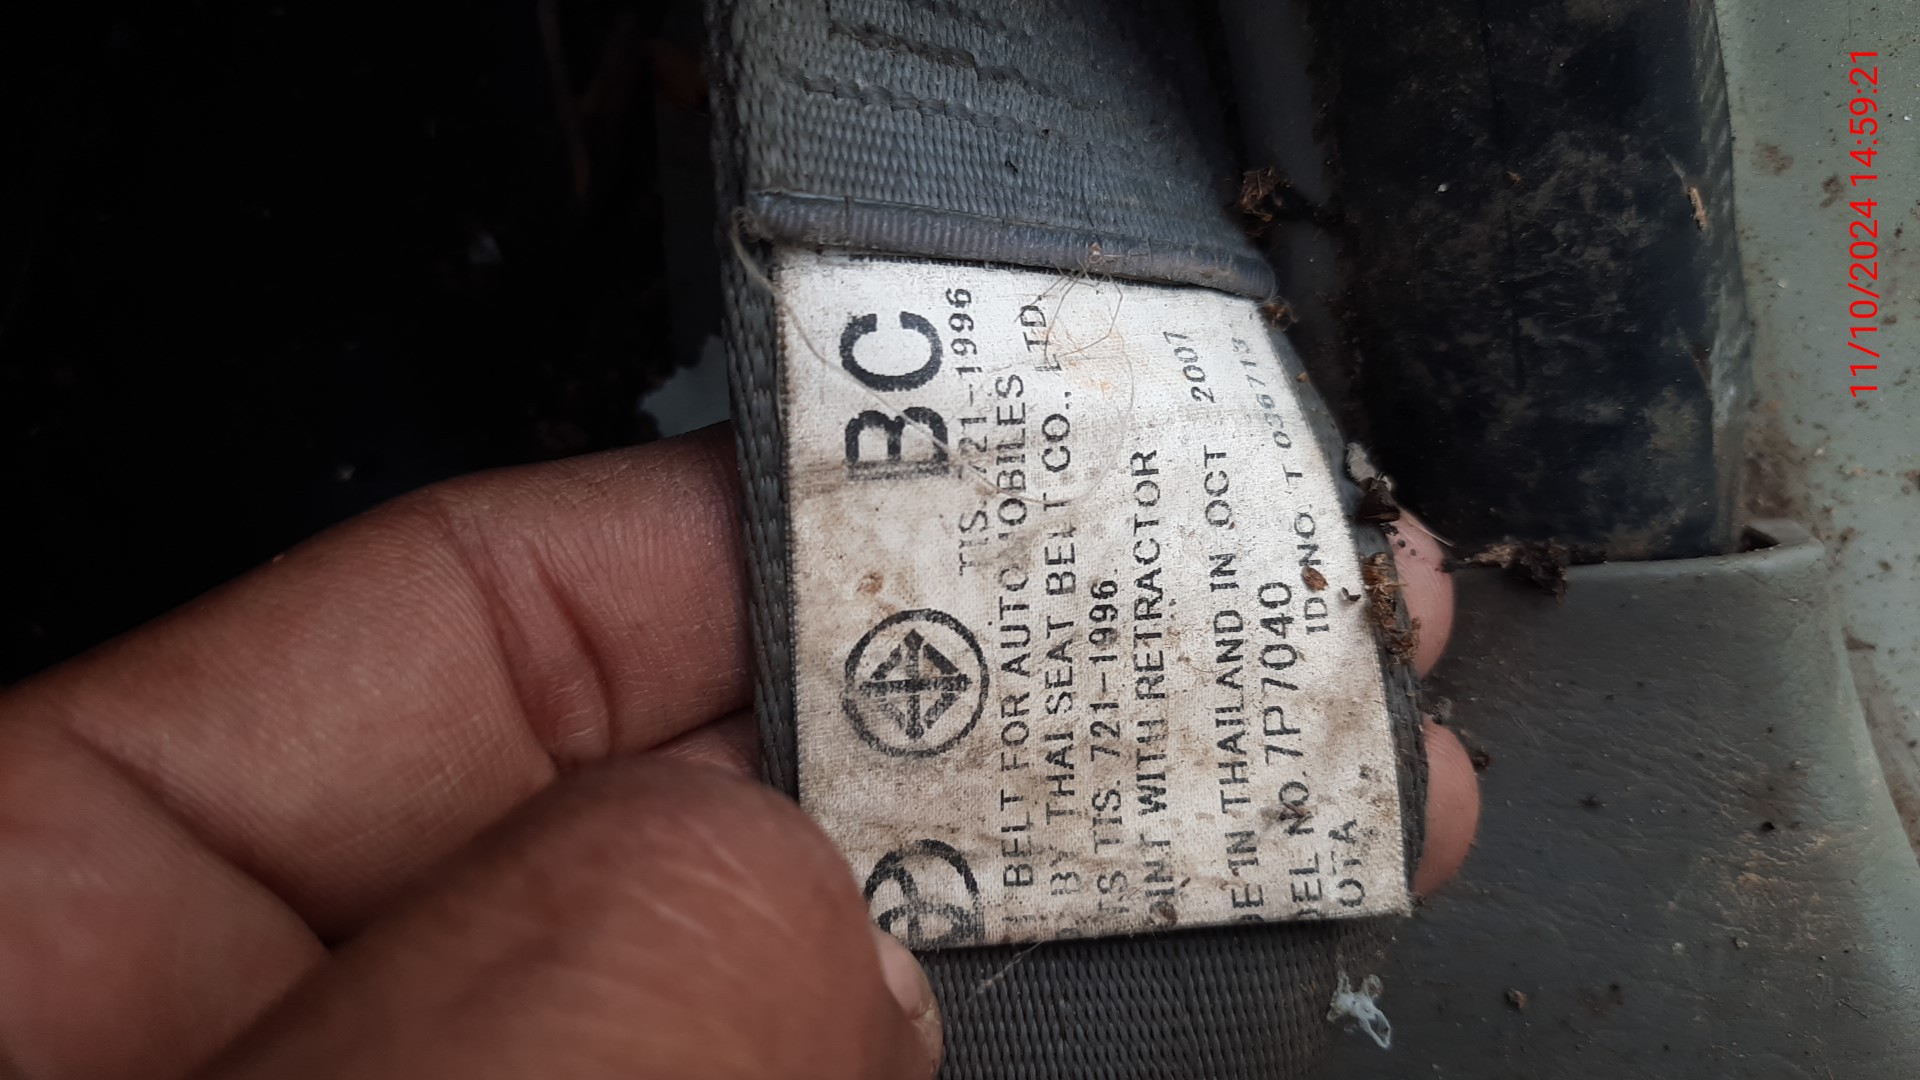 BC
TIS. 721-1996
BELT FOR AUTOMOBILES
BY THAI SEAT BELT CO., LTD.
TIS. 721-1996
WITH RETRACTOR
IN THAILAND IN OCT 2007
NO. 7P7040
ID NO T 036713
11/10/2024 14:59:21